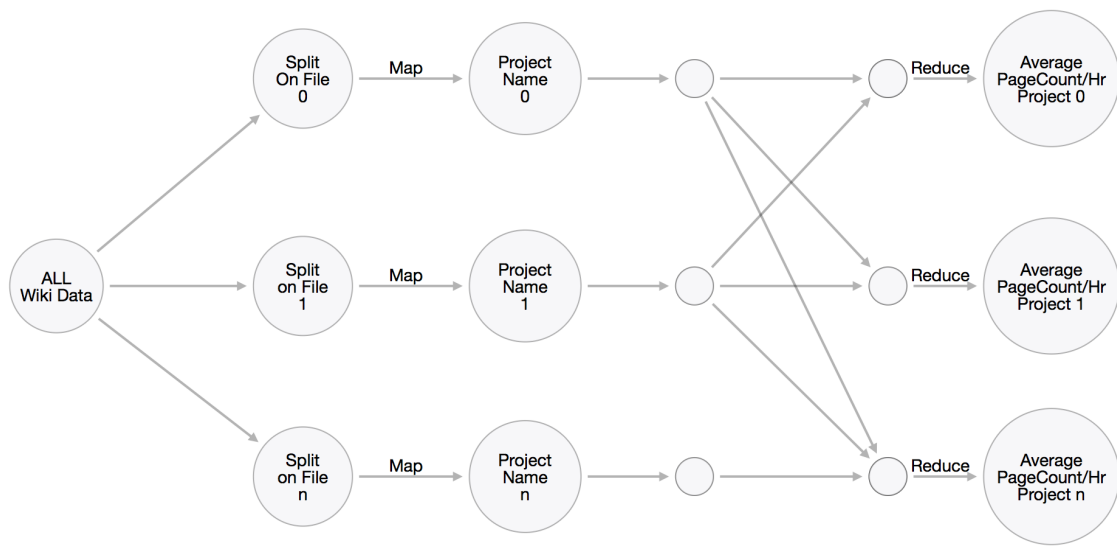 Split
On File
0
Map
Project
Name
0
Reduce
Average
PageCount/Hr
Project 0
ALL
Wiki Data
Split
on File
1
Map
Project
Name
1
Reduce
Average
PageCount/Hr
Project 1
Split
on File
n
Map
Project
Name
n
Reduce
Average
PageCount/Hr
Project n